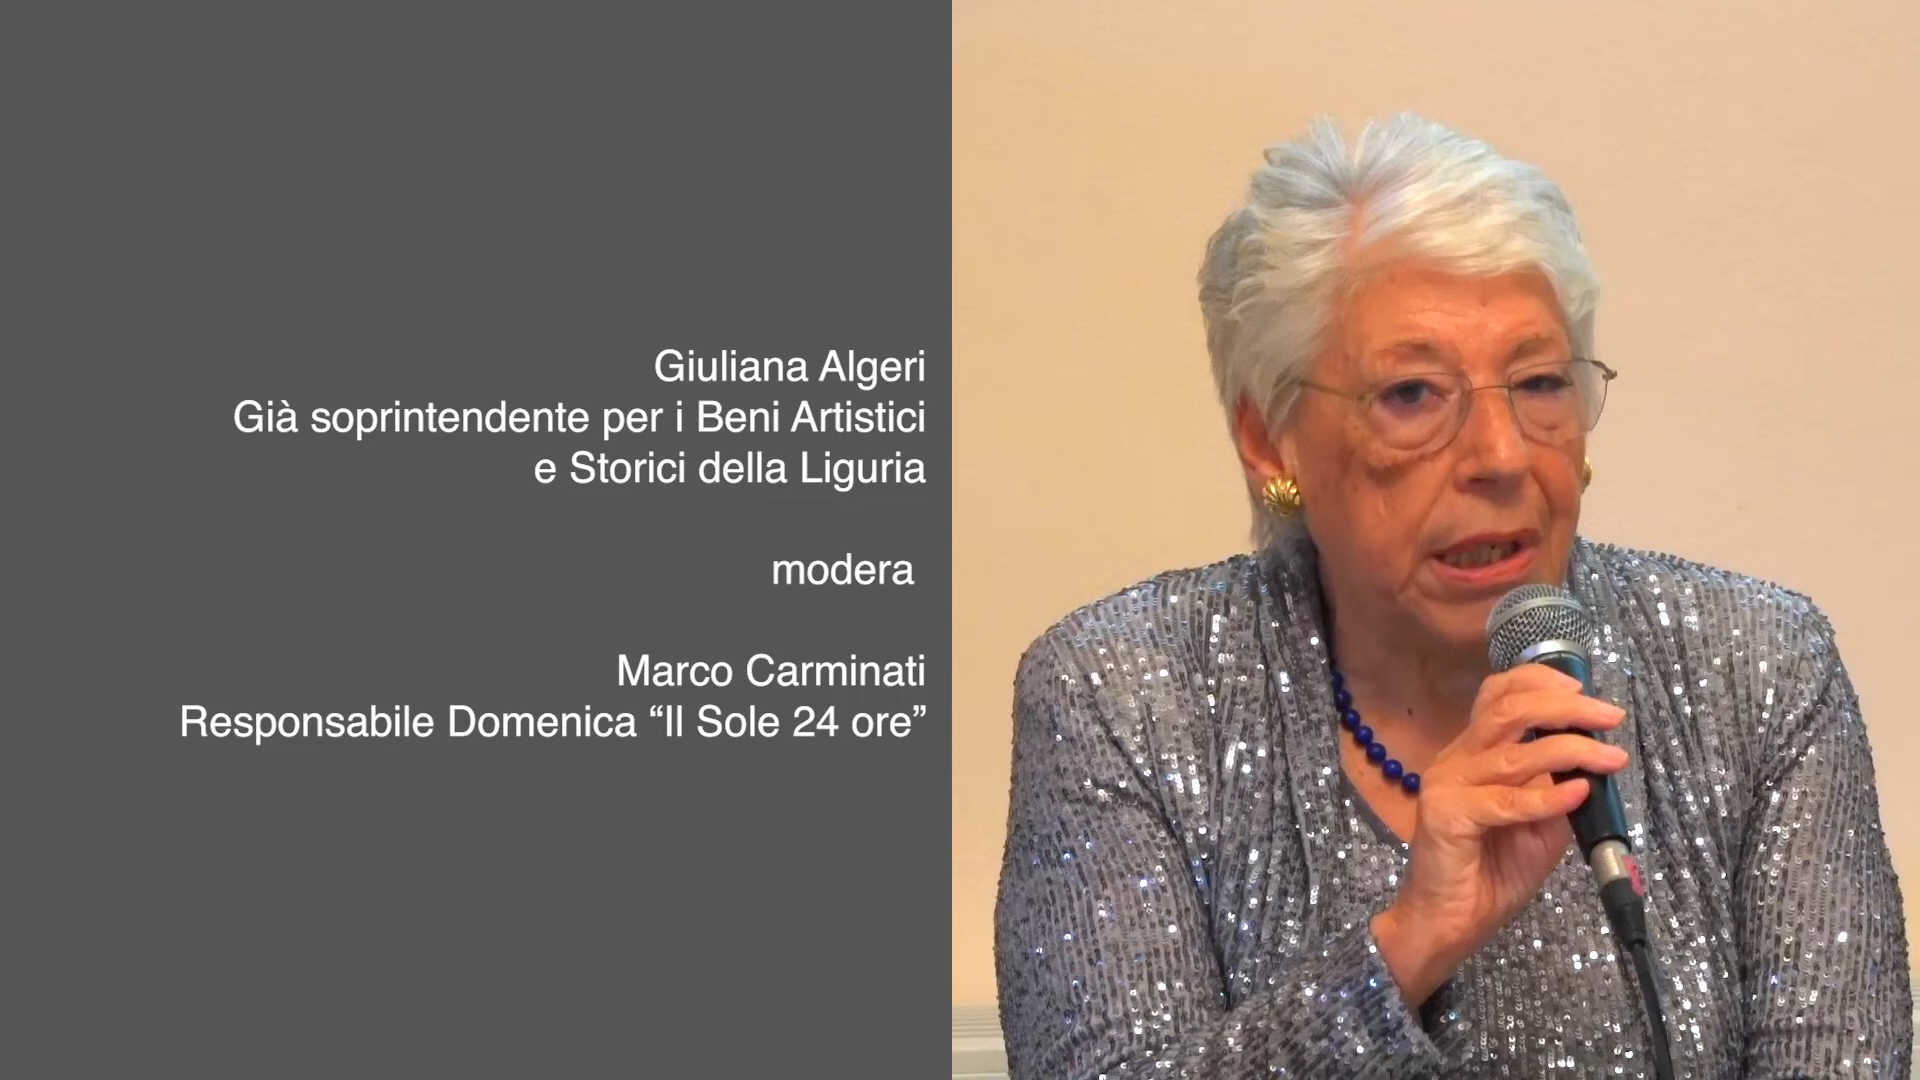 Giuliana Algeri
Già soprintendente per i Beni Artistici
e Storici della Liguria
modera
Marco Carminati
Responsabile Domenica “Il Sole 24 ore”